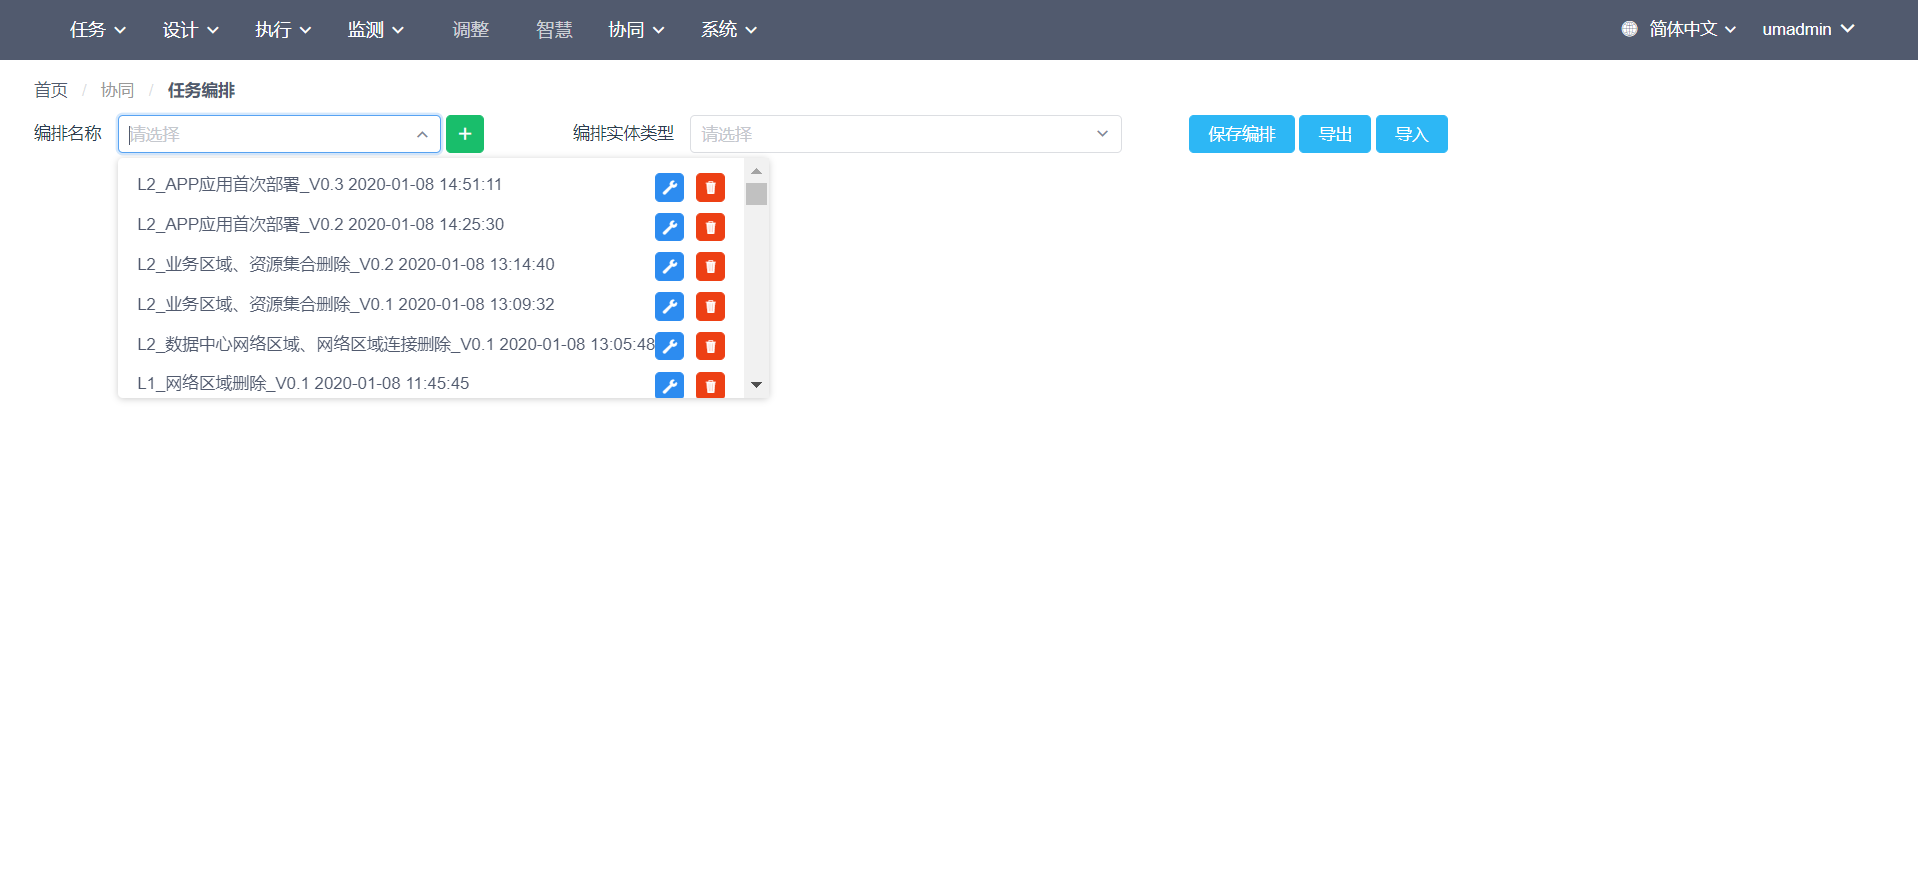 任务 设计 执行 监测 调整 智慧 协同 系统 简体中文 umadmin
首页 / 协同 / 任务编排
编排名称 请选择 + 编排实体类型 请选择 保存编排 导出 导入
L2_APP应用首次部署_V0.3 2020-01-08 14:51:11
L2_APP应用首次部署_V0.2 2020-01-08 14:25:30
L2_业务区域、资源集合删除_V0.2 2020-01-08 13:14:40
L2_业务区域、资源集合删除_V0.1 2020-01-08 13:09:32
L2_数据中心网络区域、网络区域连接删除_V0.1 2020-01-08 13:05:48
L1_网络区域删除_V0.1 2020-01-08 11:45:45